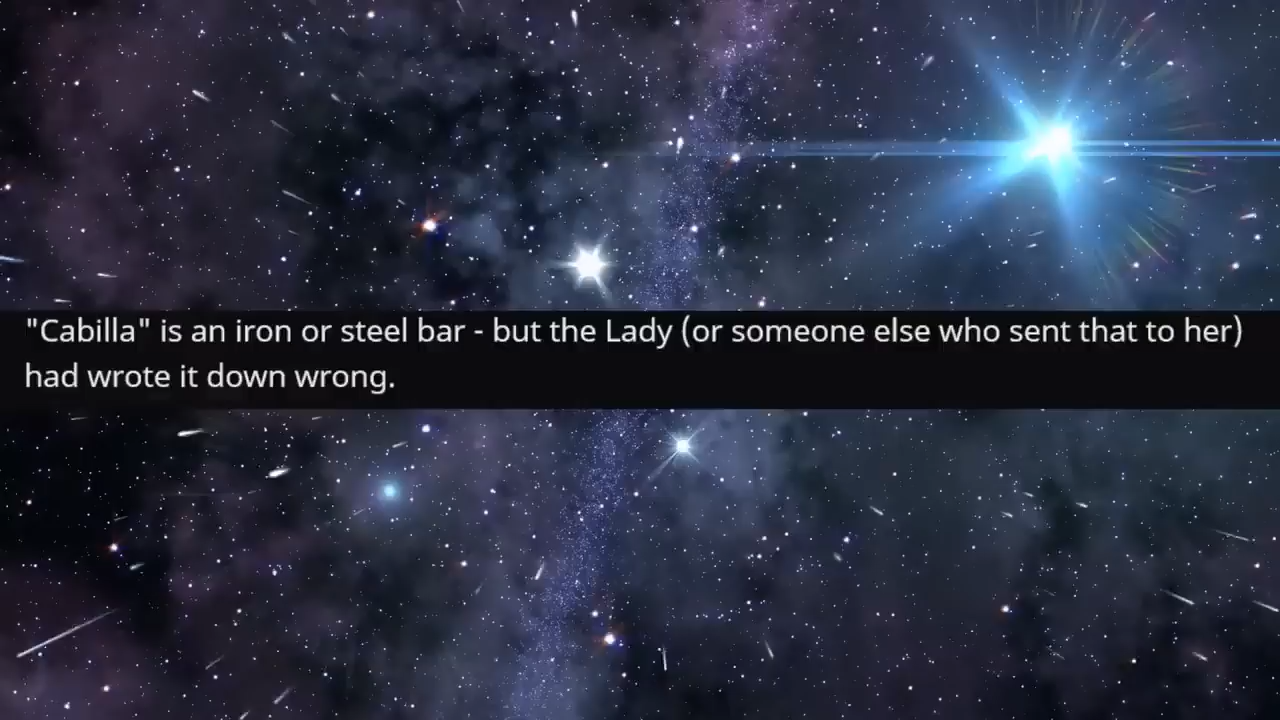 "Cabilla" is an iron or steel bar - but the Lady (or someone else who sent that to her)
had wrote it down wrong.